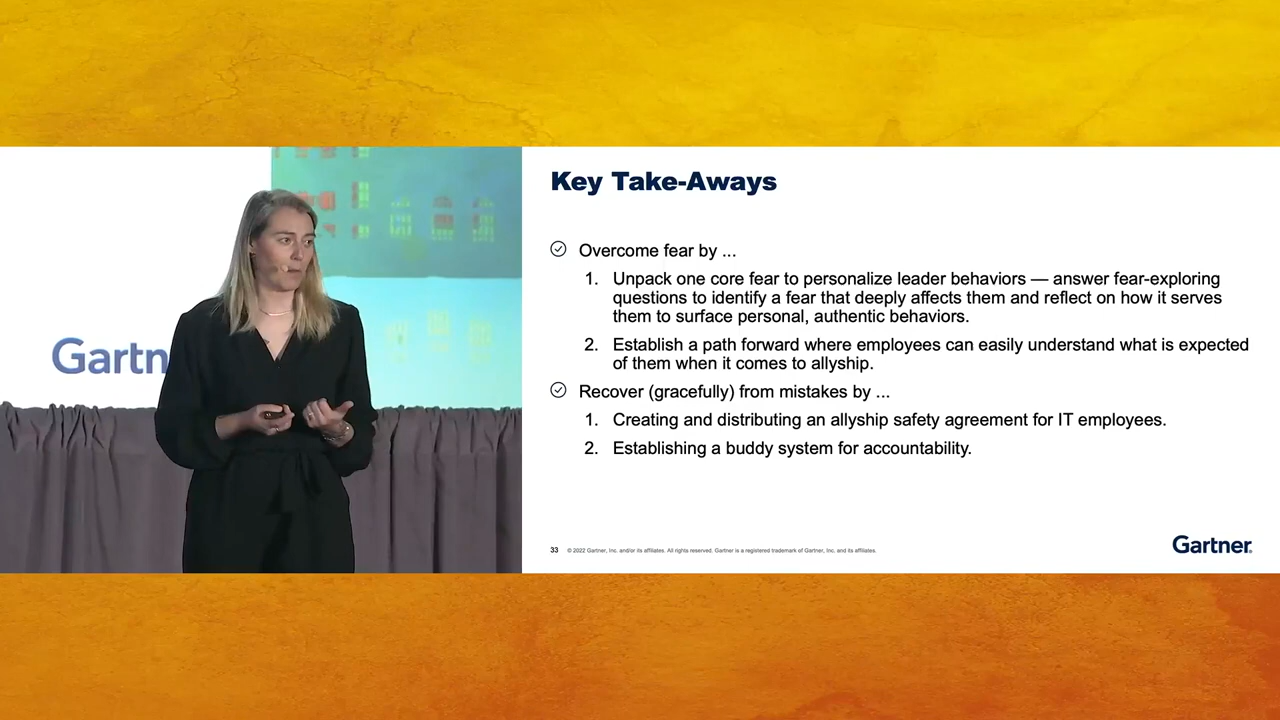 Gartn
Key Take-Aways
Overcome fear by ...
1. Unpack one core fear to personalize leader behaviors — answer fear-exploring
questions to identify a fear that deeply affects them and reflect on how it serves
them to surface personal, authentic behaviors.
2. Establish a path forward where employees can easily understand what is expected
of them when it comes to allyship.
Recover (gracefully) from mistakes by ...
1. Creating and distributing an allyship safety agreement for IT employees.
2. Establishing a buddy system for accountability.
33 © 2022 Gartner, Inc. and/or its affiliates. All rights reserved. Gartner is a registered trademark of Gartner, Inc. and its affiliates.
Gartner®